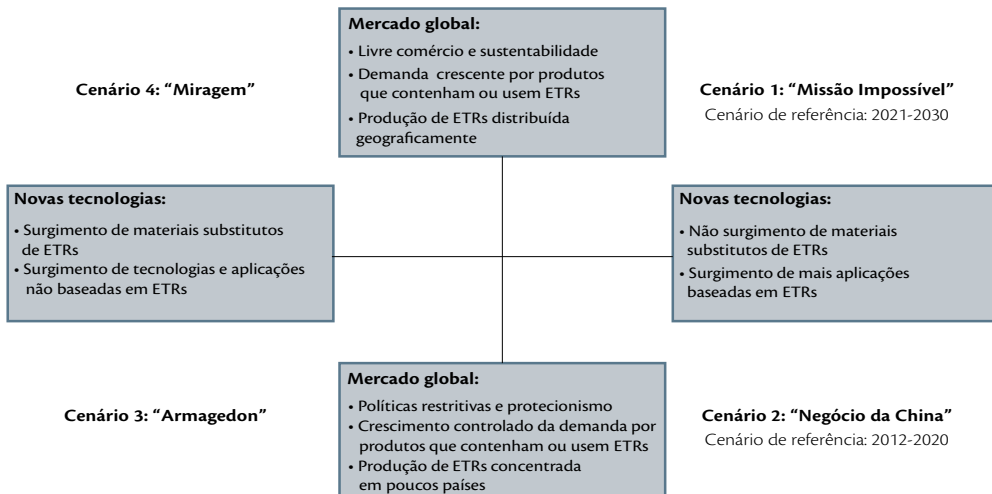 Mercado global:
• Livre comércio e sustentabilidade
• Demanda crescente por produtos
que contenham ou usem ETRs
• Produção de ETRs distribuída
geograficamente
Cenário 4: “Miragem”
Cenário 1: “Missão Impossível”
Cenário de referência: 2021-2030
Novas tecnologias:
• Surgimento de materiais substitutos
de ETRs
• Surgimento de tecnologias e aplicações
não baseadas em ETRs
Novas tecnologias:
• Não surgimento de materiais
substitutos de ETRs
• Surgimento de mais aplicações
baseadas em ETRs
Cenário 3: “Armagedon”
Mercado global:
• Políticas restritivas e protecionismo
• Crescimento controlado da demanda por
produtos que contenham ou usem ETRs
• Produção de ETRs concentrada
em poucos países
Cenário 2: “Negócio da China”
Cenário de referência: 2012-2020